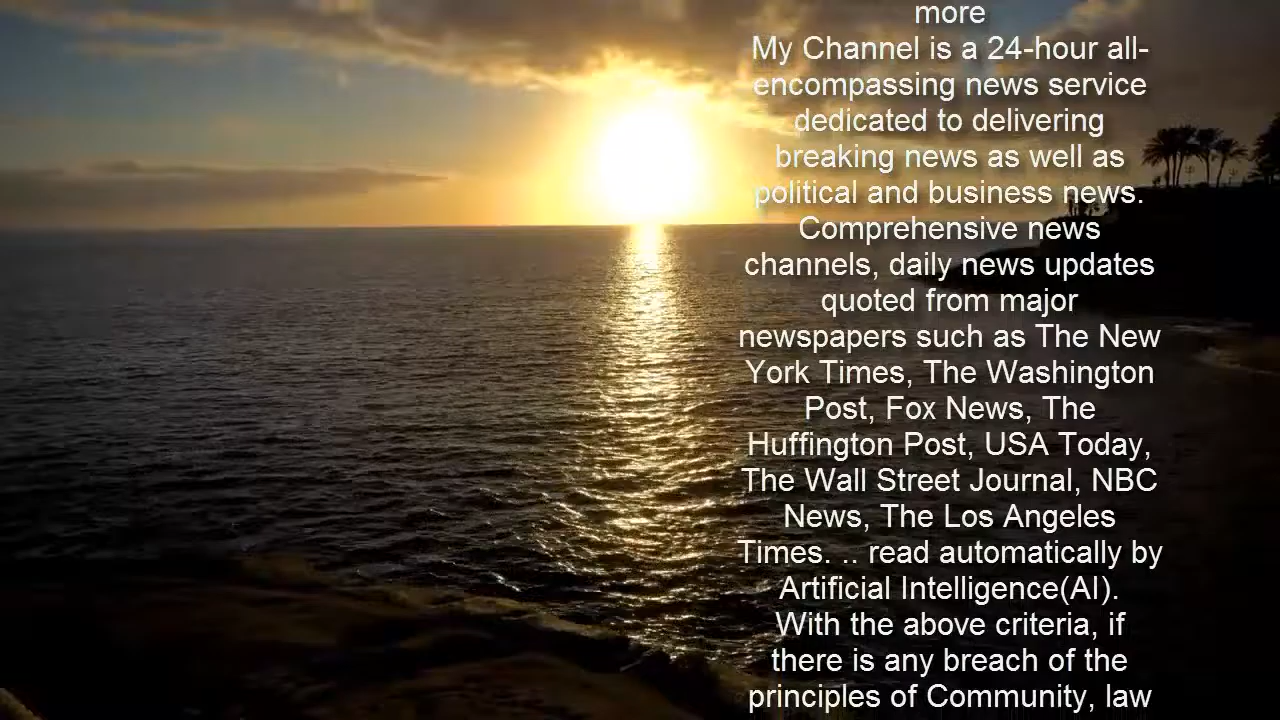 more
My Channel is a 24-hour all-
encompassing news service
dedicated to delivering
breaking news as well as
political and business news.
Comprehensive news
channels, daily news updates
quoted from major
newspapers such as The New
York Times, The Washington
Post, Fox News, The
Huffington Post, USA Today,
The Wall Street Journal, NBC
News, The Los Angeles
Times. .. read automatically by
Artificial Intelligence(AI).
With the above criteria, if
there is any breach of the
principles of Community, law